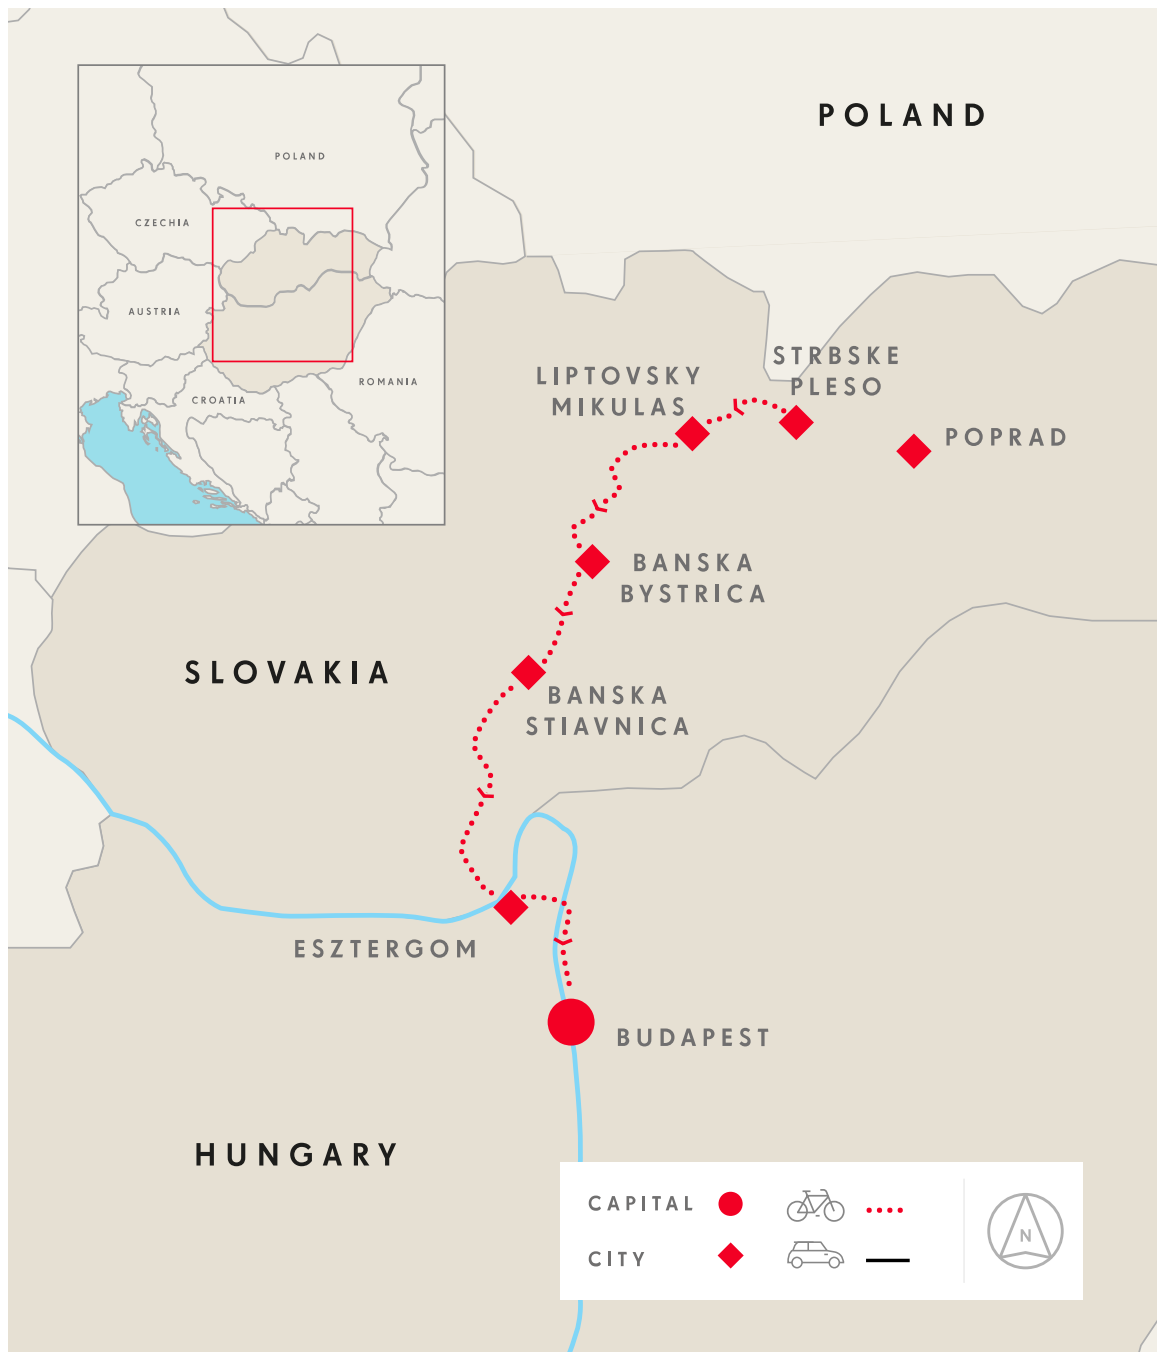 POLAND
POLAND
CZECHIA
AUSTRIA
ROMANIA
CROATIA
STRBSKE
PLESO
LIPTOVSKY
MIKULAS
POPRAD
BANSKA
BYSTRICA
SLOVAKIA
BANSKA
STIAVNICA
ESZTERGOM
BUDAPEST
HUNGARY
CAPITAL
CITY
N